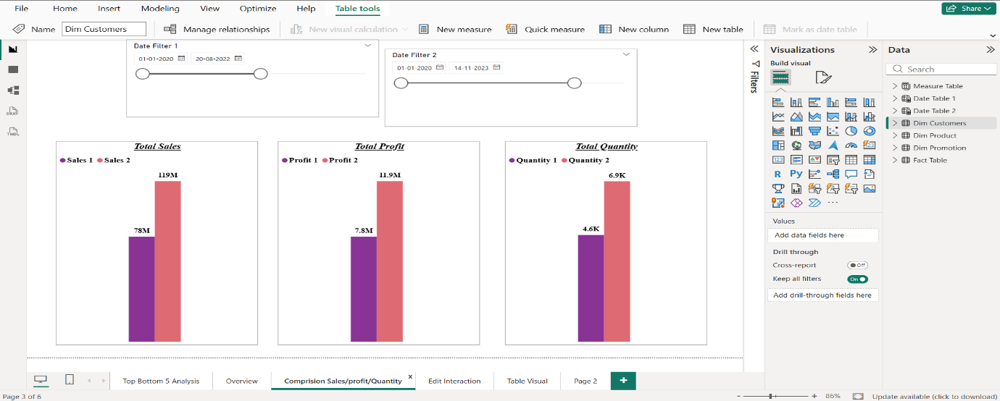 File Home Insert Modeling View Optimize Help Table tools Share
Name Dim Customers Manage relationships New visual calculation New measure Quick measure New column New table Mark as date table
Date Filter 1
01-01-2020 20-08-2022
Date Filter 2
01-01-2020 14-11-2023
Total Sales
Sales 1 Sales 2
119M
78M
Total Profit
Profit 1 Profit 2
11.9M
7.8M
Total Quantity
Quantity 1 Quantity 2
6.9K
4.6K
Filters
Visualizations
Build visual
123
R Py
Values
Add data fields here
Drill through
Cross-report Off
Keep all filters On
Add drill-through fields here
Data
Search
Measure Table
Date Table 1
Date Table 2
Dim Customers
Dim Product
Dim Promotion
Fact Table
DAX
TMDL
Top Bottom 5 Analysis Overview Comprision Sales/profit/Quantity x Edit Interaction Table Visual Page 2 +
Page 3 of 6 - + 86% Update available (click to download)